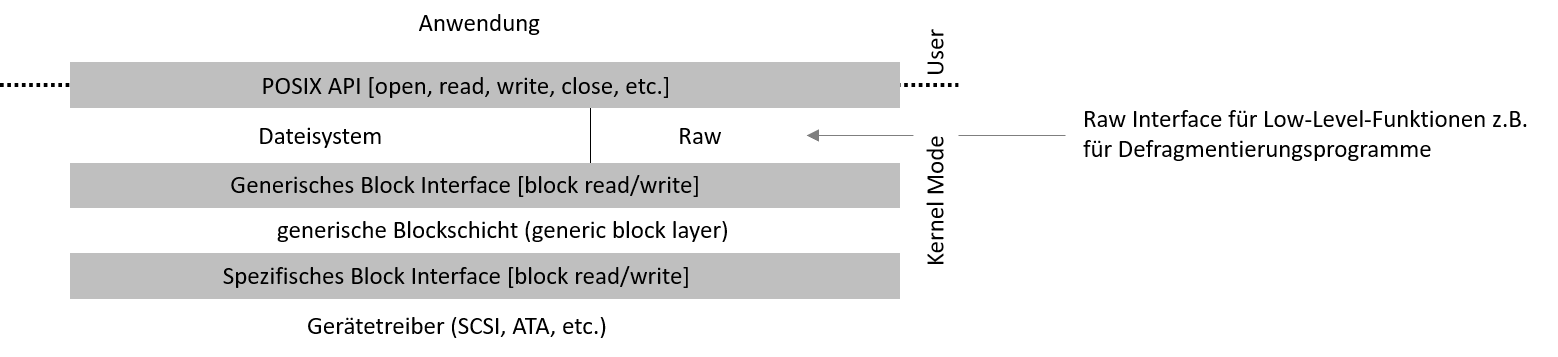 Anwendung
User
POSIX API [open, read, write, close, etc.]
Dateisystem
Raw
Raw Interface für Low-Level-Funktionen z.B.
für Defragmentierungsprogramme
Kernel Mode
Generisches Block Interface [block read/write]
generische Blockschicht (generic block layer)
Spezifisches Block Interface [block read/write]
Gerätetreiber (SCSI, ATA, etc.)